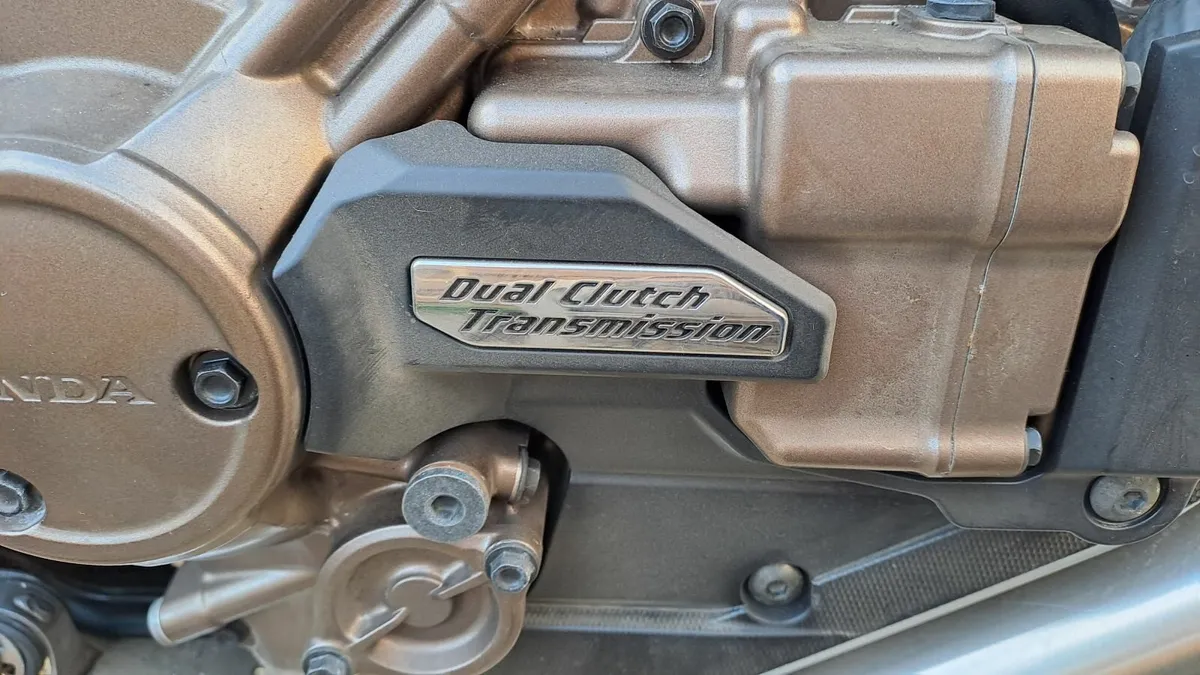 Dual Clutch
Transmission
NDA